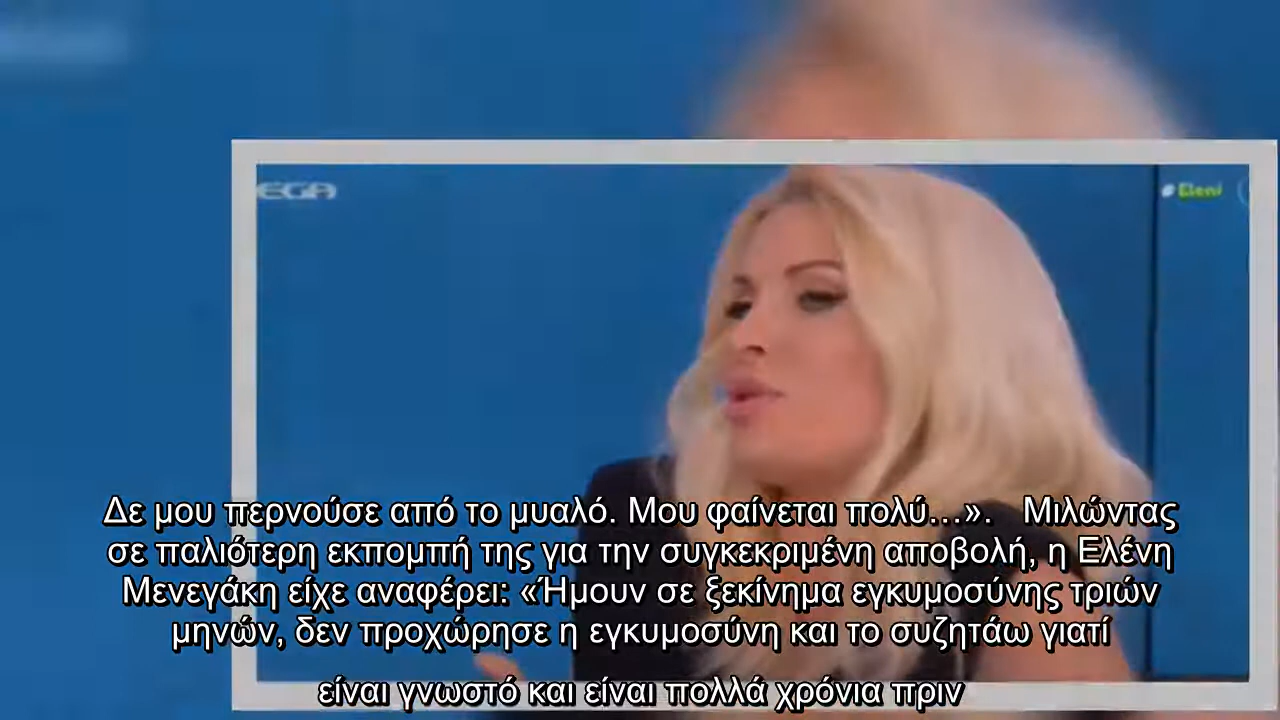 EGA
#Eleni
Δε μου περνούσε από το μυαλό. Μου φαίνεται πολύ…». Μιλώντας
σε παλιότερη εκπομπή της για την συγκεκριμένη αποβολή, η Ελένη
Μενεγάκη είχε αναφέρει: «Ήμουν σε ξεκίνημα εγκυμοσύνης τριών
μηνών, δεν προχώρησε η εγκυμοσύνη και το συζητάω γιατί
είναι γνωστό και είναι πολλά χρόνια πριν